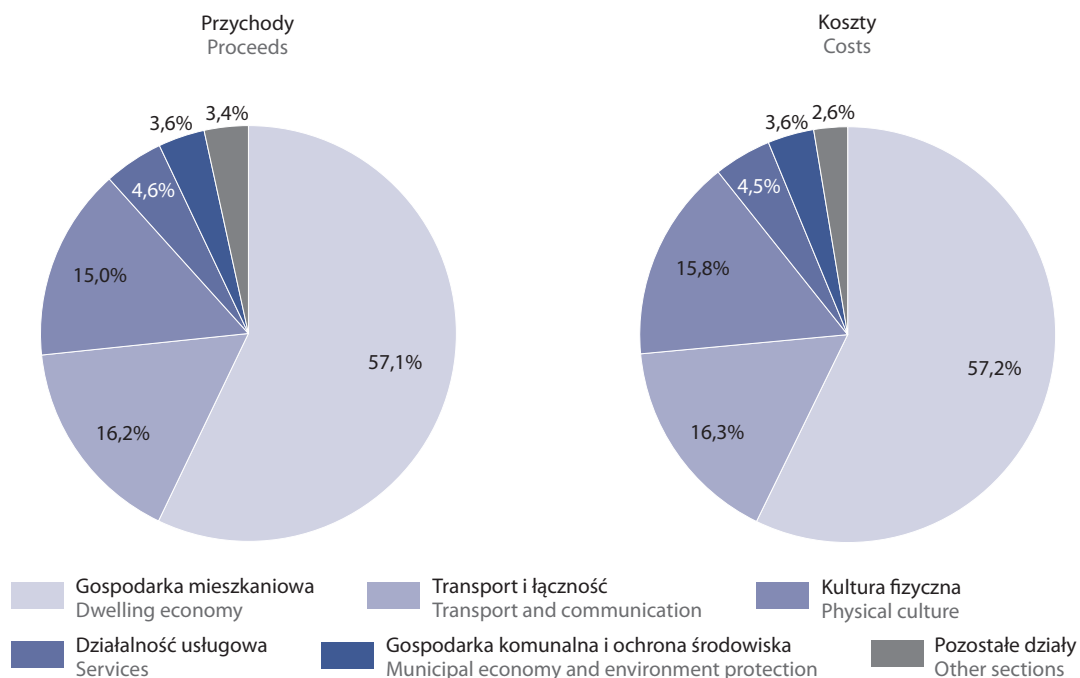 Przychody
Proceeds
3,4%
3,6%
4,6%
15,0%
16,2%
57,1%
Koszty
Costs
2,6%
3,6%
4,5%
15,8%
16,3%
57,2%
Gospodarka mieszkaniowa
Dwelling economy
Transport i łączność
Transport and communication
Kultura fizyczna
Physical culture
Działalność usługowa
Services
Gospodarka komunalna i ochrona środowiska
Municipal economy and environment protection
Pozostałe działy
Other sections